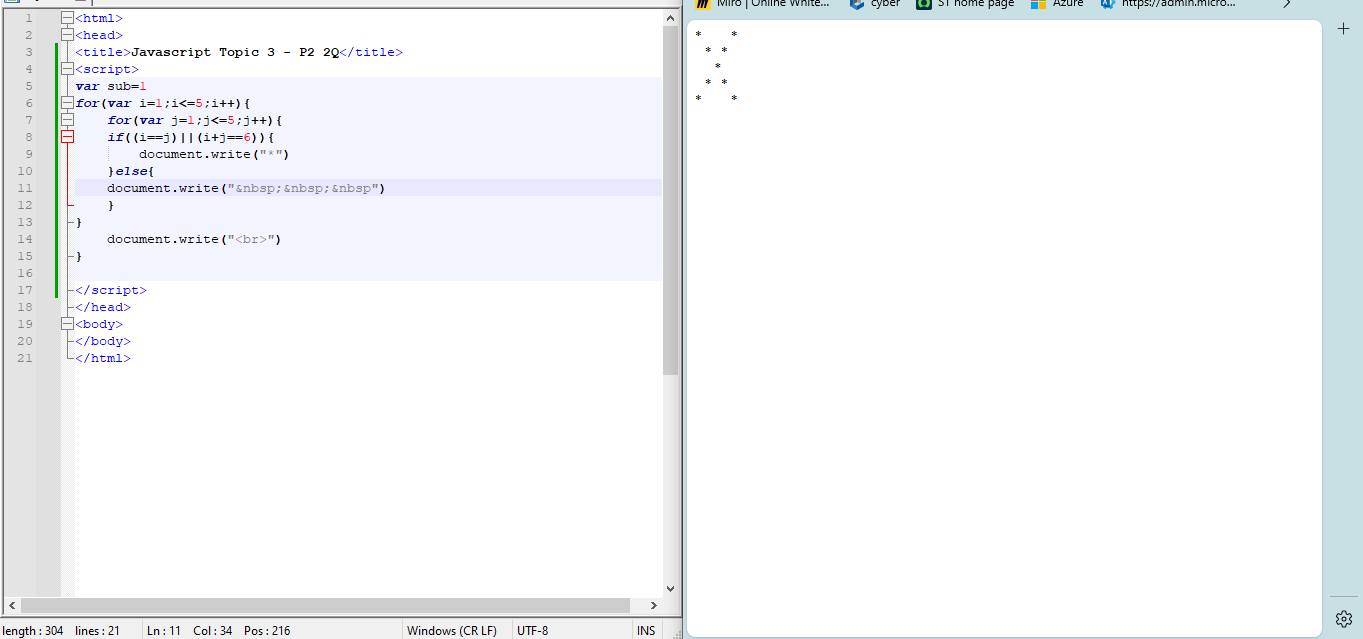 1 <html>
2 <head>
3 <title>Javascript Topic 3 - P2 2Q</title>
4 <script>
5 var sub=1
6 for(var i=1;i<=5;i++){
7     for(var j=1;j<=5;j++){
8     if((i==j)||(i+j==6)){
9         document.write("*")
10     }else{
11     document.write("&nbsp;&nbsp;&nbsp")
12     }
13 }
14     document.write("<br>")
15 }
16
17 </script>
18 </head>
19 <body>
20 </body>
21 </html>
length : 304 lines : 21 Ln : 11 Col : 34 Pos : 216 Windows (CR LF) UTF-8 INS
Miro | Online White... cyber ST home page Azure https://admin.micro...
*       *
  *  *
    *
  *  *
*       *